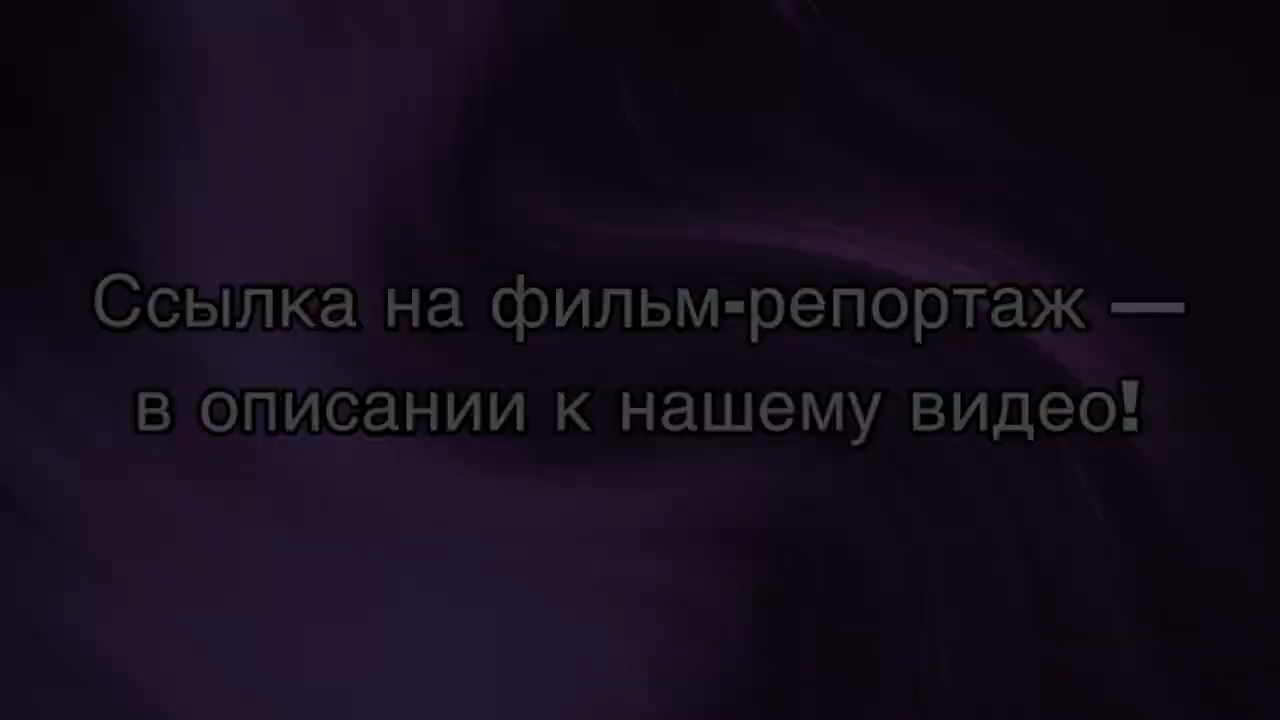 Ссылка на фильм-репортаж —
в описании к нашему видео!